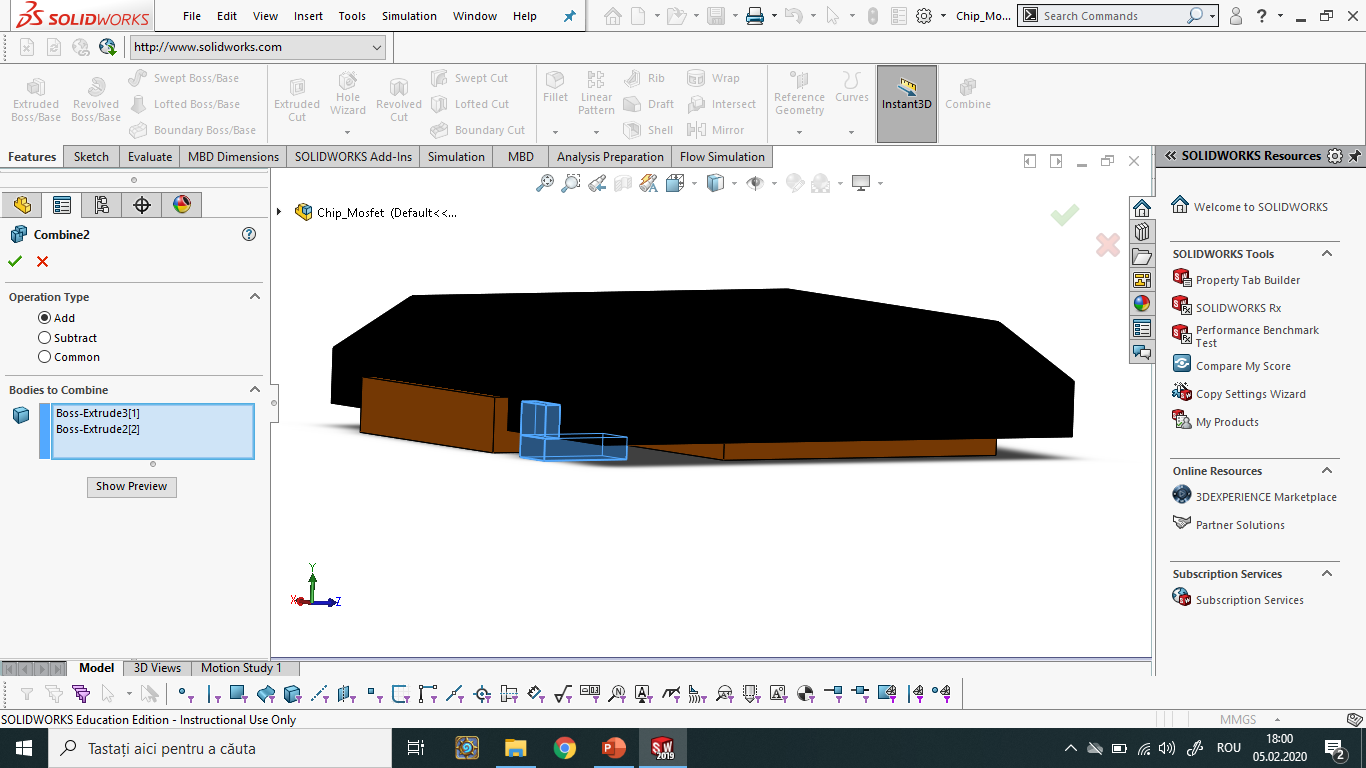 SOLIDWORKS File Edit View Insert Tools Simulation Window Help Chip_Mo... Search Commands
http://www.solidworks.com
Extruded Boss/Base
Revolved Boss/Base
Swept Boss/Base
Lofted Boss/Base
Boundary Boss/Base
Extruded Cut
Hole Wizard
Revolved Cut
Swept Cut
Lofted Cut
Boundary Cut
Fillet
Linear Pattern
Rib
Draft
Shell
Wrap
Intersect
Mirror
Reference Geometry
Curves
Instant3D
Combine
Features Sketch Evaluate MBD Dimensions SOLIDWORKS Add-Ins Simulation MBD Analysis Preparation Flow Simulation
Combine2
Operation Type
Add
Subtract
Common
Bodies to Combine
Boss-Extrude3[1]
Boss-Extrude2[2]
Show Preview
Chip_Mosfet (Default<<...
Y
X
Z
SOLIDWORKS Resources
Welcome to SOLIDWORKS
SOLIDWORKS Tools
Property Tab Builder
SOLIDWORKS Rx
Performance Benchmark
Test
Compare My Score
Copy Settings Wizard
My Products
Online Resources
3DEXPERIENCE Marketplace
Partner Solutions
Subscription Services
Subscription Services
Model 3D Views Motion Study 1
SOLIDWORKS Education Edition - Instructional Use Only
MMGS
Tastați aici pentru a căuta
SW
2019
ROU
18:00
05.02.2020
2